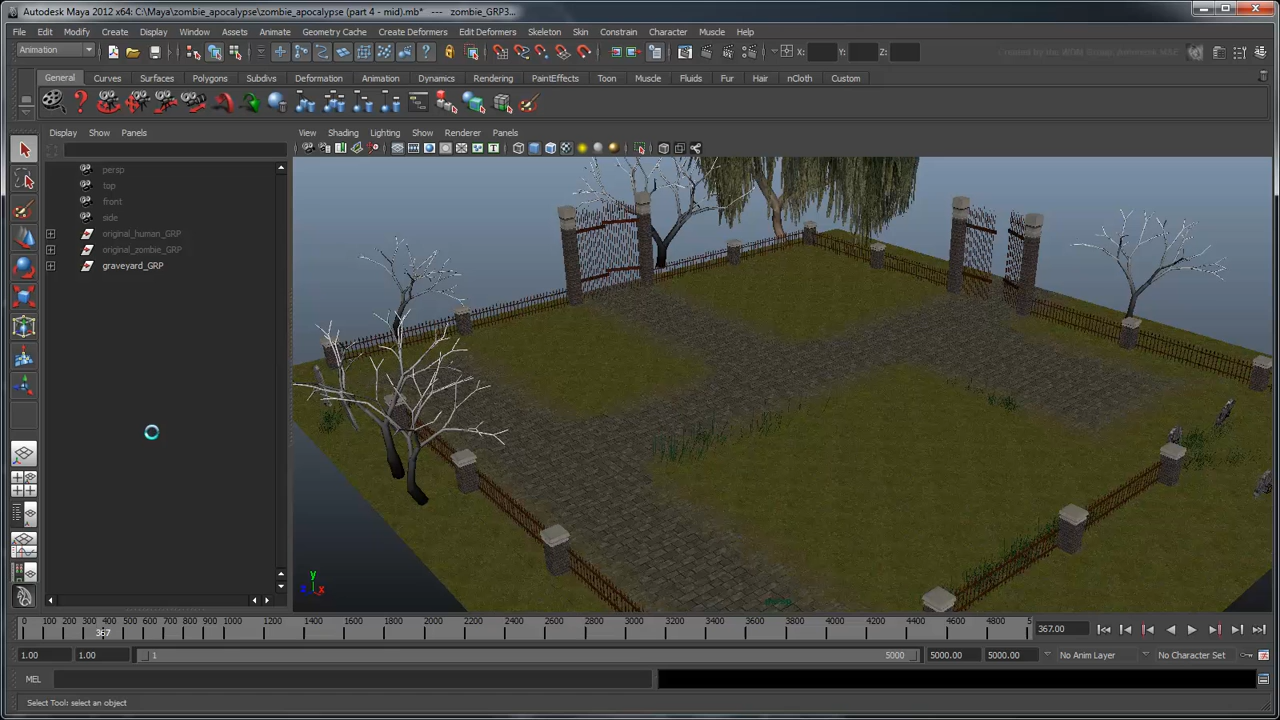 Autodesk Maya 2012 x64: C:\Maya\zombie_apocalypse\zombie_apocalypse (part 4 - mid).mb* --- zombie_GRP3...
File Edit Modify Create Display Window Assets Animate Geometry Cache Create Deformers Edit Deformers Skeleton Skin Constrain Character Muscle Help
Animation X: Y: Z:
General Curves Surfaces Polygons Subdivs Deformation Animation Dynamics Rendering PaintEffects Toon Muscle Fluids Fur Hair nCloth Custom
Display Show Panels
View Shading Lighting Show Renderer Panels
persp
top
front
side
original_human_GRP
original_zombie_GRP
graveyard_GRP
y
z x
0 100 200 300 400 500 600 700 800 900 1000 1200 1400 1600 1800 2000 2200 2400 2600 2800 3000 3200 3400 3600 3800 4000 4200 4400 4600 4800 5
367
367.00
1.00 1.00 1 5000 5000.00 5000.00 No Anim Layer No Character Set
MEL
Select Tool: select an object